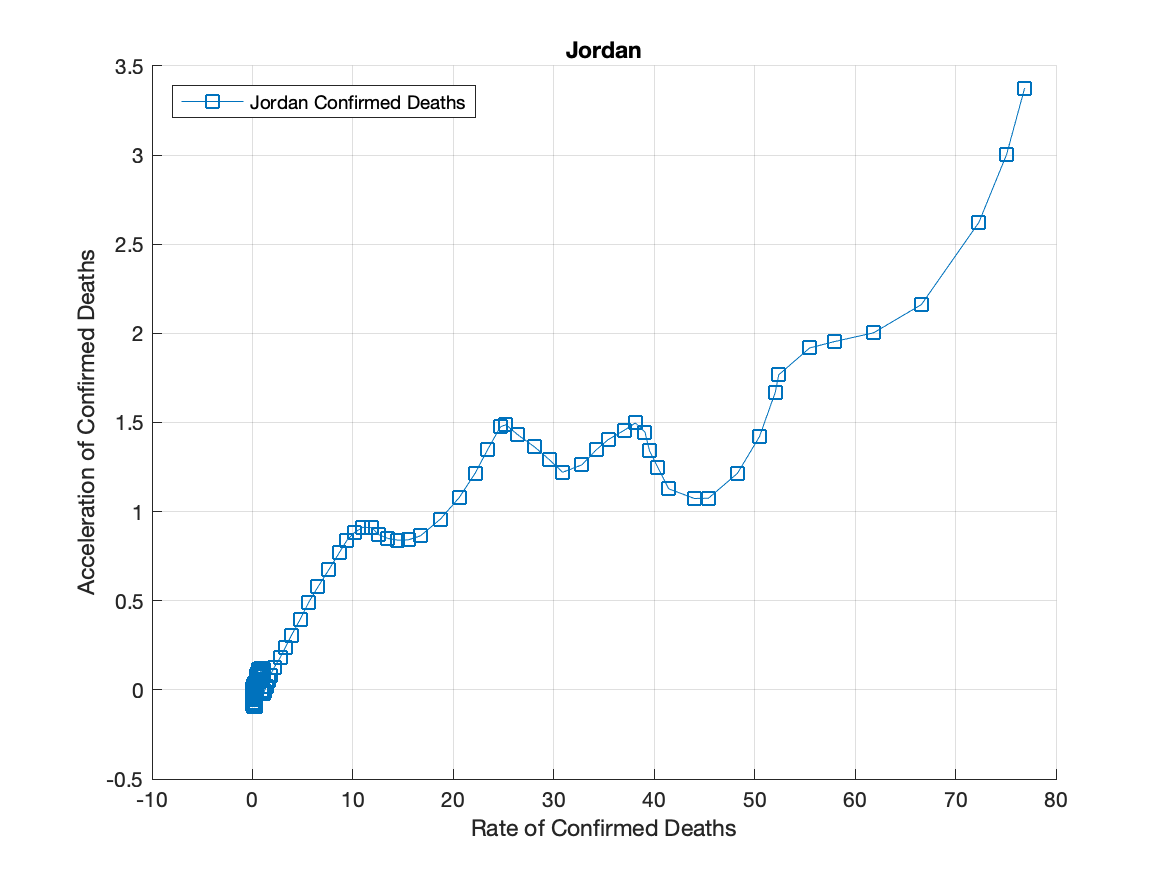 Jordan
Jordan Confirmed Deaths
3.5
3
2.5
2
1.5
1
0.5
0
-0.5
Acceleration of Confirmed Deaths
-10 0 10 20 30 40 50 60 70 80
Rate of Confirmed Deaths